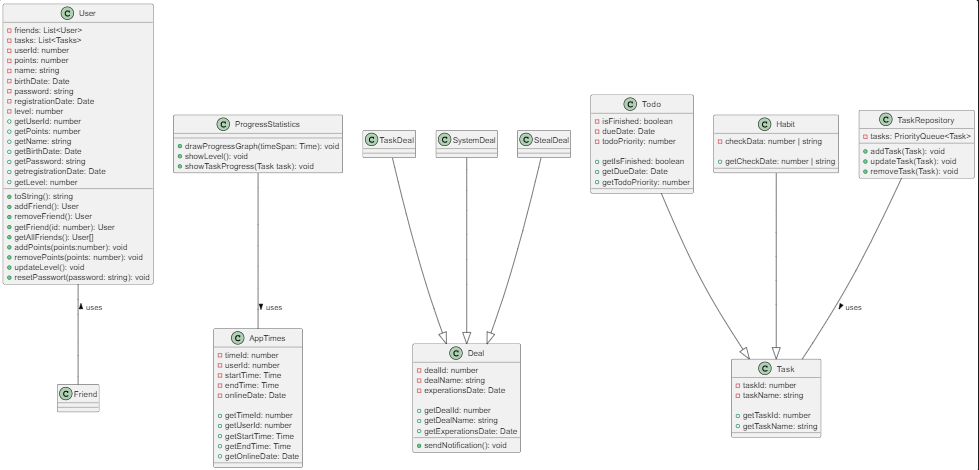 C User
friends: List<User>
tasks: List<Tasks>
userId: number
points: number
name: string
birthDate: Date
password: string
registrationDate: Date
level: number
getUserId: number
getPoints: number
getName: string
getBirthDate: Date
getPassword: string
getregistrationDate: Date
getLevel: number
toString(): string
addFriend(): User
removeFriend(): User
getFriend(id: number): User
getAllFriends(): User[]
addPoints(points:number): void
removePoints(points: number): void
updateLevel(): void
resetPasswort(password: string): void
uses
C Friend
C ProgressStatistics
drawProgressGraph(timeSpan: Time): void
showLevel(): void
showTaskProgress(Task task): void
uses
C AppTimes
timeId: number
userId: number
startTime: Time
endTime: Time
onlineDate: Date
getTimeId: number
getUserId: number
getStartTime: Time
getEndTime: Time
getOnlineDate: Date
C TaskDeal
C SystemDeal
C StealDeal
C Deal
dealId: number
dealName: string
experationsDate: Date
getDealId: number
getDealName: string
getExperationsDate: Date
sendNotification(): void
C Todo
isFinished: boolean
dueDate: Date
todoPriority: number
getIsFinished: boolean
getDueDate: Date
getTodoPriority: number
C Habit
checkData: number | string
getCheckDate: number | string
C TaskRepository
tasks: PriorityQueue<Task>
addTask(Task): void
updateTask(Task): void
removeTask(Task): void
uses
C Task
taskId: number
taskName: string
getTaskId: number
getTaskName: string